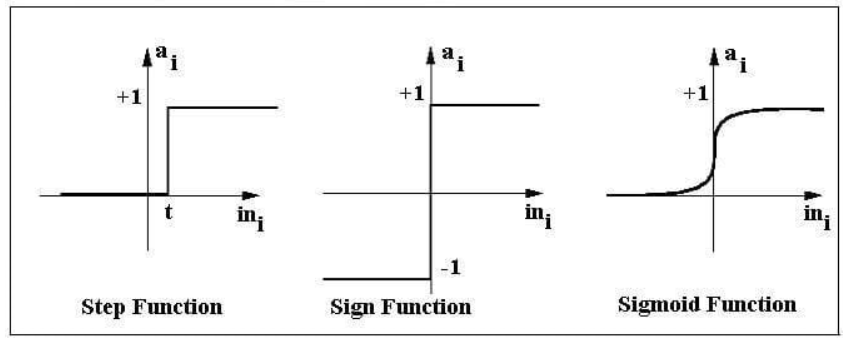 a i
+1
t
in i
Step Function
a i
+1
in i
-1
Sign Function
a i
+1
in i
Sigmoid Function